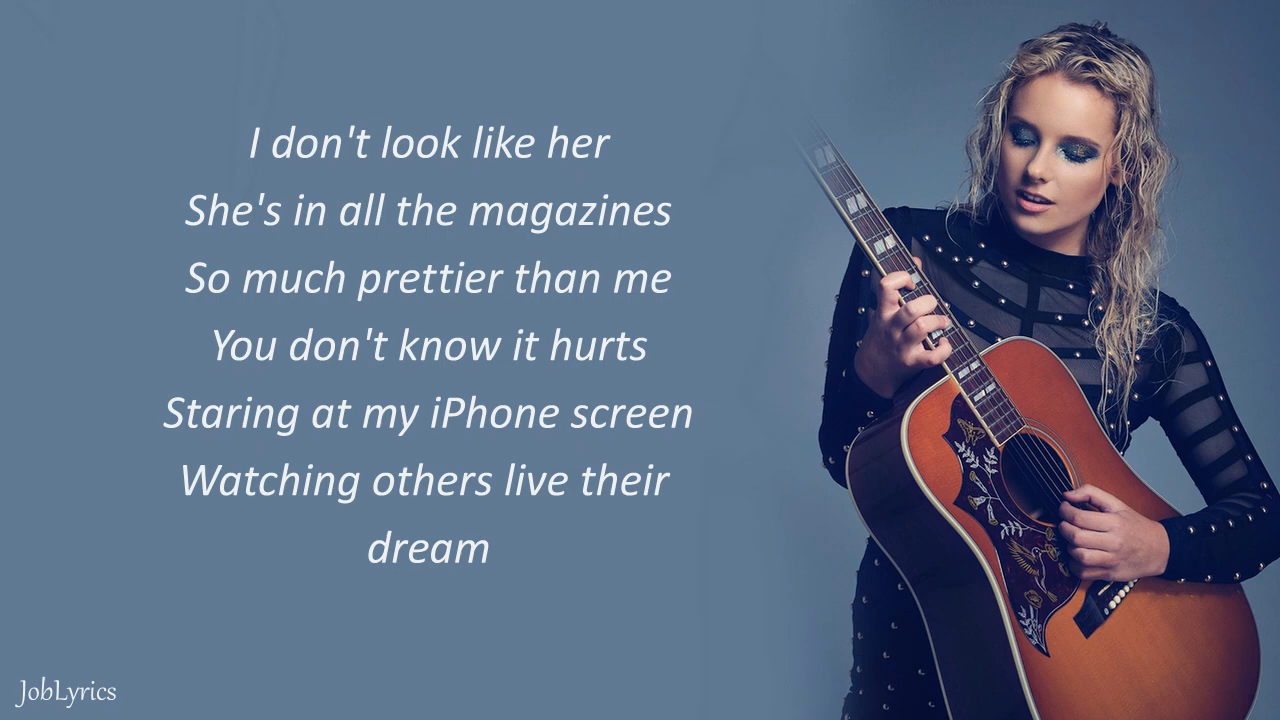 I don't look like her
She's in all the magazines
So much prettier than me
You don't know it hurts
Staring at my iPhone screen
Watching others live their
dream
JobLyrics